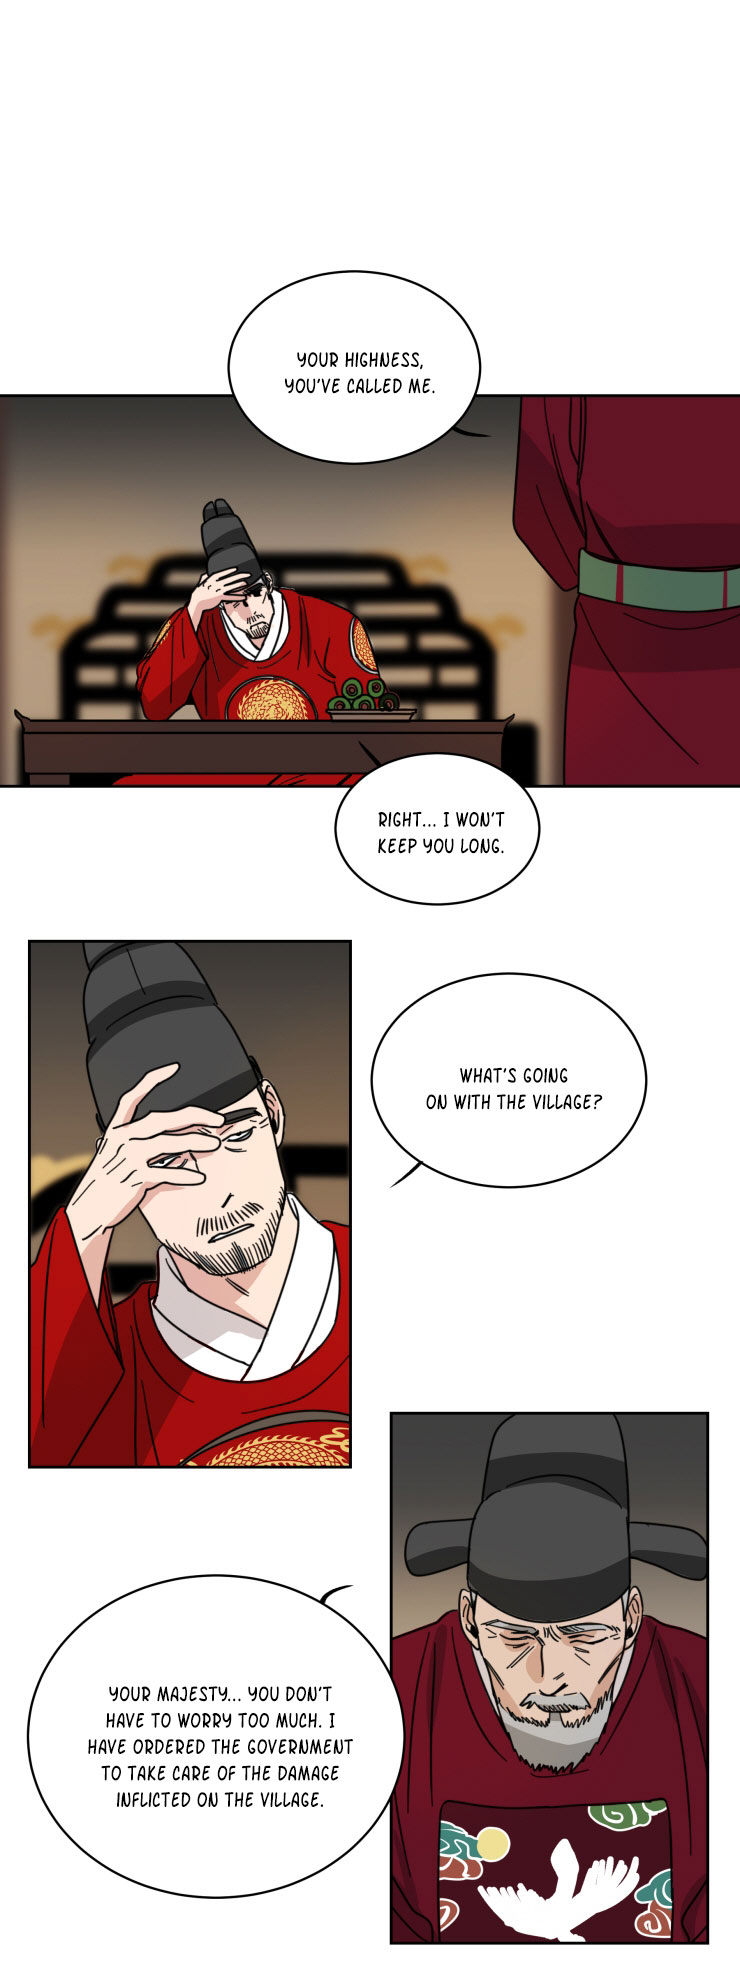 YOUR HIGHNESS,
YOU'VE CALLED ME.
RIGHT... I WON'T
KEEP YOU LONG.
WHAT'S GOING
ON WITH THE VILLAGE?
YOUR MAJESTY... YOU DON'T
HAVE TO WORRY TOO MUCH. I
HAVE ORDERED THE GOVERNMENT
TO TAKE CARE OF THE DAMAGE
INFLICTED ON THE VILLAGE.